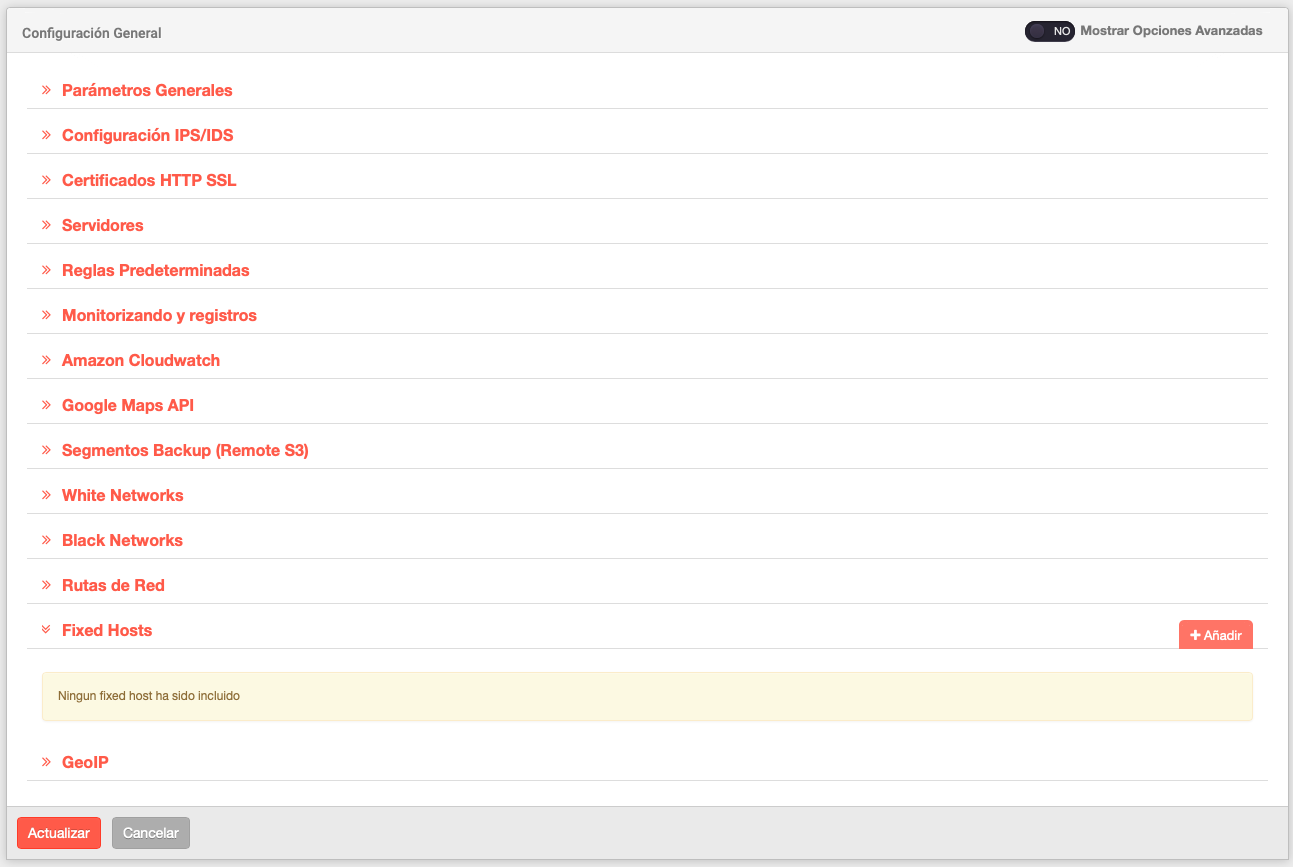 Configuración General
NO Mostrar Opciones Avanzadas
Parámetros Generales
Configuración IPS/IDS
Certificados HTTP SSL
Servidores
Reglas Predeterminadas
Monitorizando y registros
Amazon Cloudwatch
Google Maps API
Segmentos Backup (Remote S3)
White Networks
Black Networks
Rutas de Red
Fixed Hosts
Añadir
Ningun fixed host ha sido incluido
GeoIP
Actualizar Cancelar